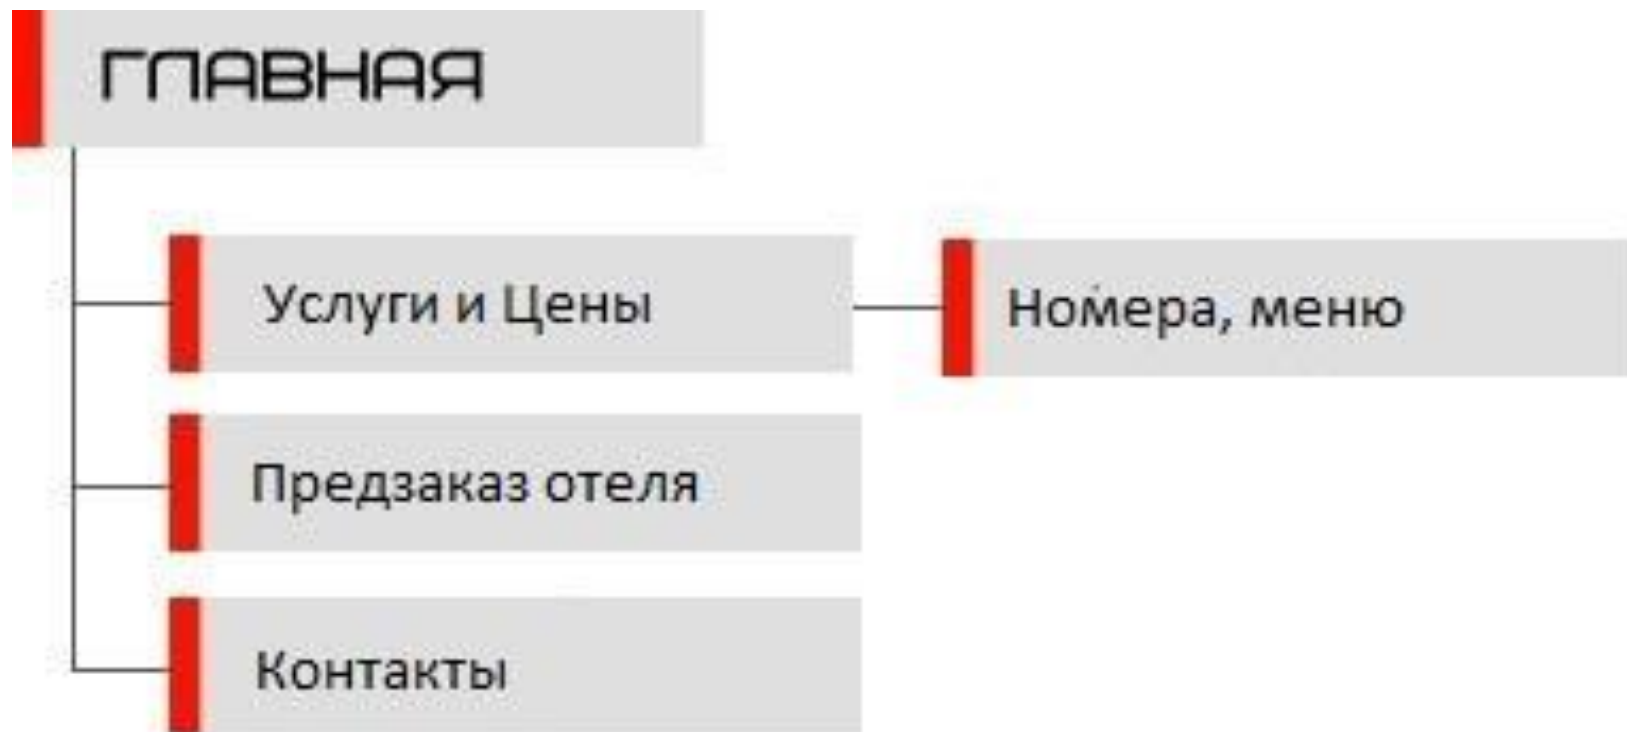 ГЛАВНАЯ
Услуги и Цены
Номера, меню
Предзаказ отеля
Контакты